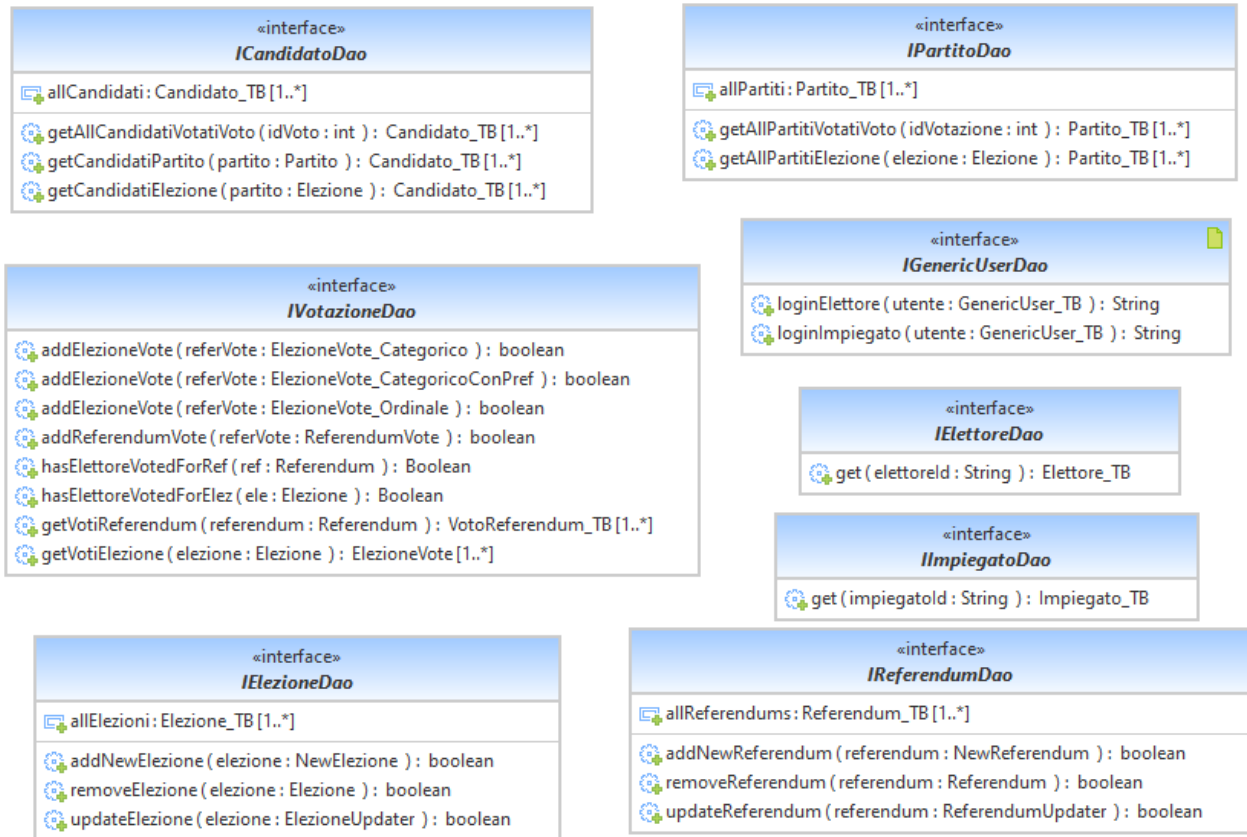 «interface»
ICandidatoDao
allCandidati : Candidato_TB [1..*]
getAllCandidatiVotatiVoto ( idVoto : int ) : Candidato_TB [1..*]
getCandidatiPartito ( partito : Partito ) : Candidato_TB [1..*]
getCandidatiElezione ( partito : Elezione ) : Candidato_TB [1..*]
«interface»
IPartitoDao
allPartiti : Partito_TB [1..*]
getAllPartitiVotatiVoto ( idVotazione : int ) : Partito_TB [1..*]
getAllPartitiElezione ( elezione : Elezione ) : Partito_TB [1..*]
«interface»
IGenericUserDao
loginElettore ( utente : GenericUser_TB ) : String
loginImpiegato ( utente : GenericUser_TB ) : String
«interface»
IVotazioneDao
addElezioneVote ( referVote : ElezioneVote_Categorico ) : boolean
addElezioneVote ( referVote : ElezioneVote_CategoricoConPref ) : boolean
addElezioneVote ( referVote : ElezioneVote_Ordinale ) : boolean
addReferendumVote ( referVote : ReferendumVote ) : boolean
hasElettoreVotedForRef ( ref : Referendum ) : Boolean
hasElettoreVotedForElez ( ele : Elezione ) : Boolean
getVotiReferendum ( referendum : Referendum ) : VotoReferendum_TB [1..*]
getVotiElezione ( elezione : Elezione ) : ElezioneVote [1..*]
«interface»
IElettoreDao
get ( elettoreId : String ) : Elettore_TB
«interface»
IImpiegatoDao
get ( impiegatoId : String ) : Impiegato_TB
«interface»
IElezioneDao
allElezioni : Elezione_TB [1..*]
addNewElezione ( elezione : NewElezione ) : boolean
removeElezione ( elezione : Elezione ) : boolean
updateElezione ( elezione : ElezioneUpdater ) : boolean
«interface»
IReferendumDao
allReferendums : Referendum_TB [1..*]
addNewReferendum ( referendum : NewReferendum ) : boolean
removeReferendum ( referendum : Referendum ) : boolean
updateReferendum ( referendum : ReferendumUpdater ) : boolean